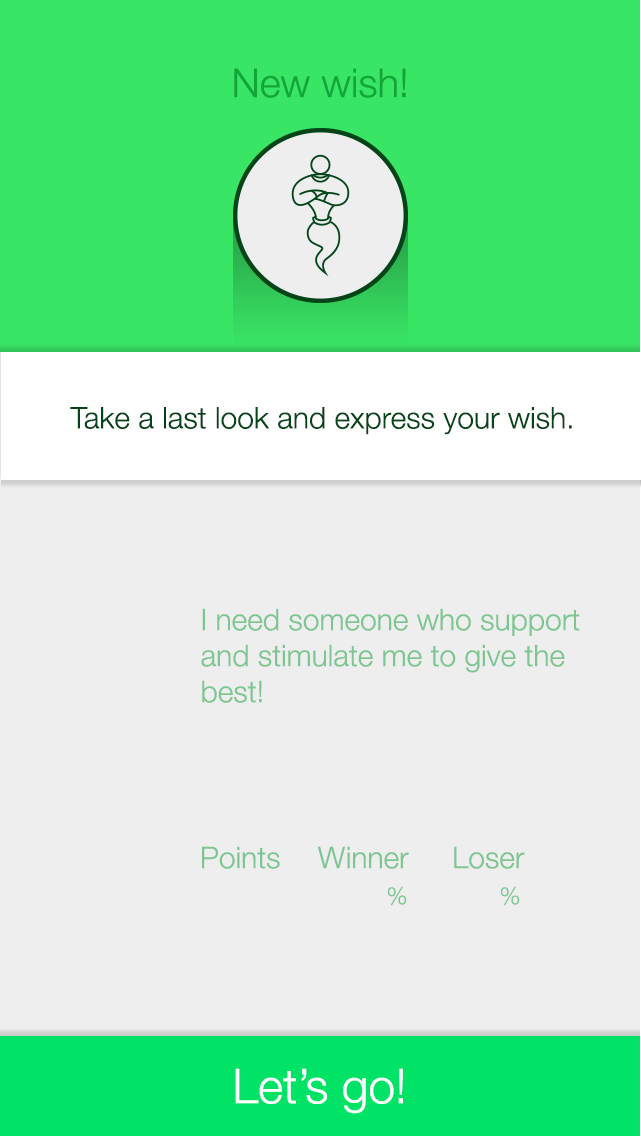 New wish!
Take a last look and express your wish.
I need someone who support
and stimulate me to give the
best!
Points Winner Loser
% %
Let’s go!